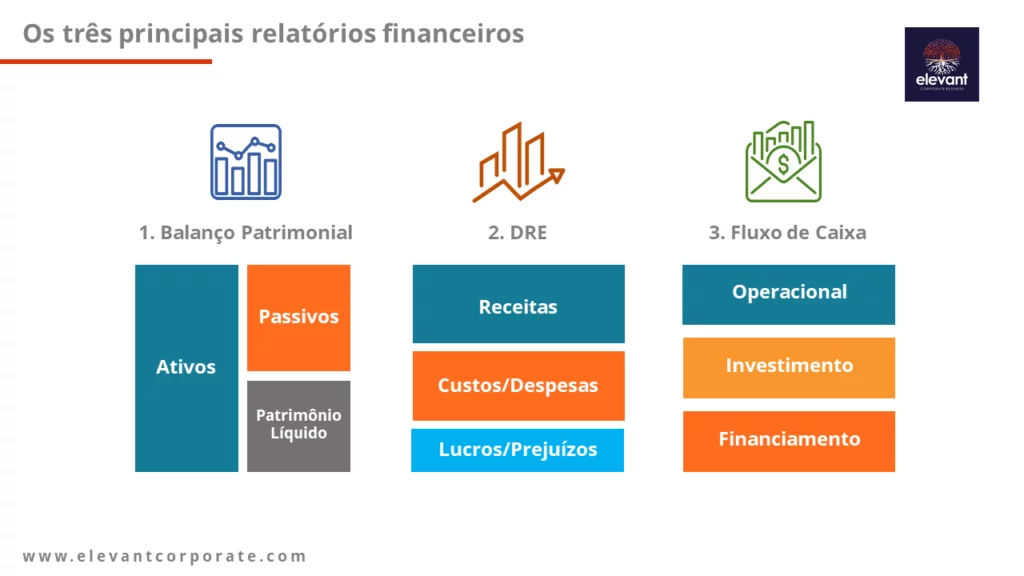 Os três principais relatórios financeiros
elevant
CORPORATE BUSINESS
$
1. Balanço Patrimonial
2. DRE
3. Fluxo de Caixa
Ativos
Passivos
Patrimônio
Líquido
Receitas
Custos/Despesas
Lucros/Prejuízos
Operacional
Investimento
Financiamento
www.elevantcorporate.com